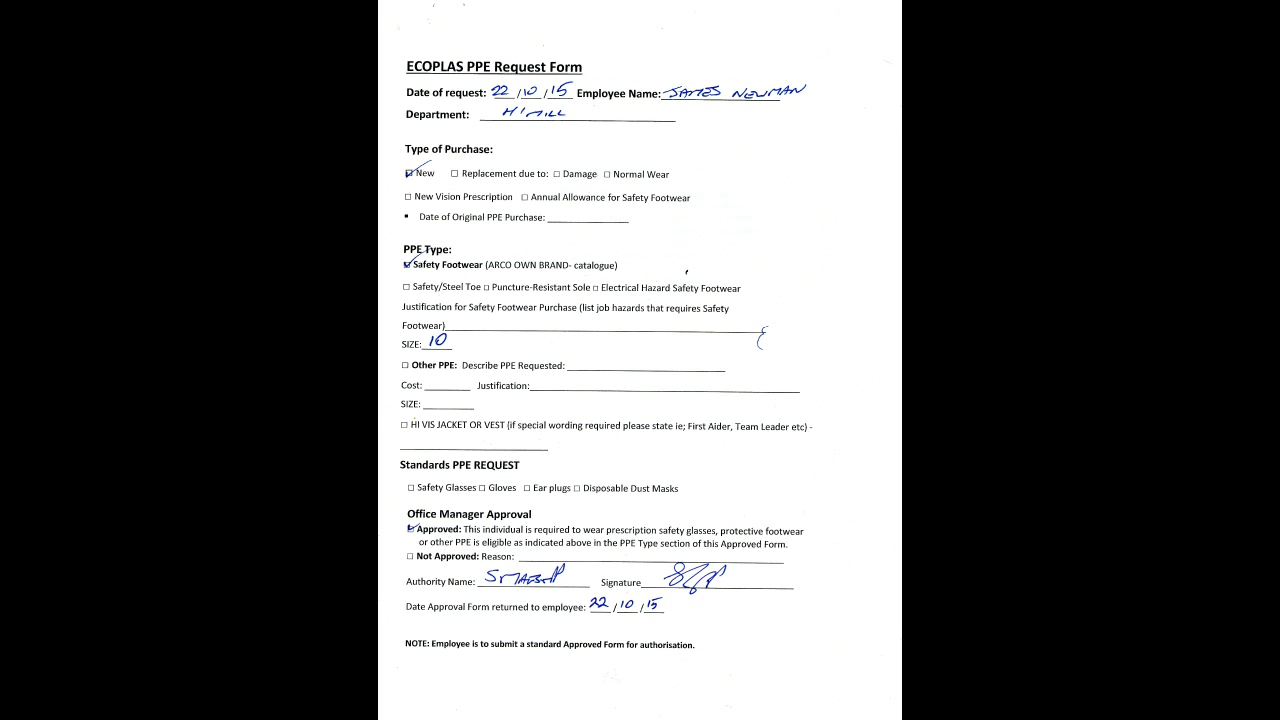 ECOPLAS PPE Request Form
Date of request: 22 / 10 / 15 Employee Name: JAMES NEWMAN
Department:
Type of Purchase:
☑ New ☐ Replacement due to: ☐ Damage ☐ Normal Wear
☐ New Vision Prescription ☐ Annual Allowance for Safety Footwear
▪ Date of Original PPE Purchase: ____________
PPE Type:
☑ Safety Footwear (ARCO OWN BRAND- catalogue)
☐ Safety/Steel Toe ☐ Puncture-Resistant Sole ☐ Electrical Hazard Safety Footwear
Justification for Safety Footwear Purchase (list job hazards that requires Safety
Footwear)____________
SIZE: 10
☐ Other PPE: Describe PPE Requested: ____________
Cost: ________ Justification:____________
SIZE: ________
☐ HI VIS JACKET OR VEST (if special wording required please state ie; First Aider, Team Leader etc) -
Standards PPE REQUEST
☐ Safety Glasses ☐ Gloves ☐ Ear plugs ☐ Disposable Dust Masks
Office Manager Approval
☑ Approved: This individual is required to wear prescription safety glasses, protective footwear
or other PPE is eligible as indicated above in the PPE Type section of this Approved Form.
☐ Not Approved: Reason: ____________
Authority Name: Signature
Date Approval Form returned to employee: 22 / 10 / 15
NOTE: Employee is to submit a standard Approved Form for authorisation.